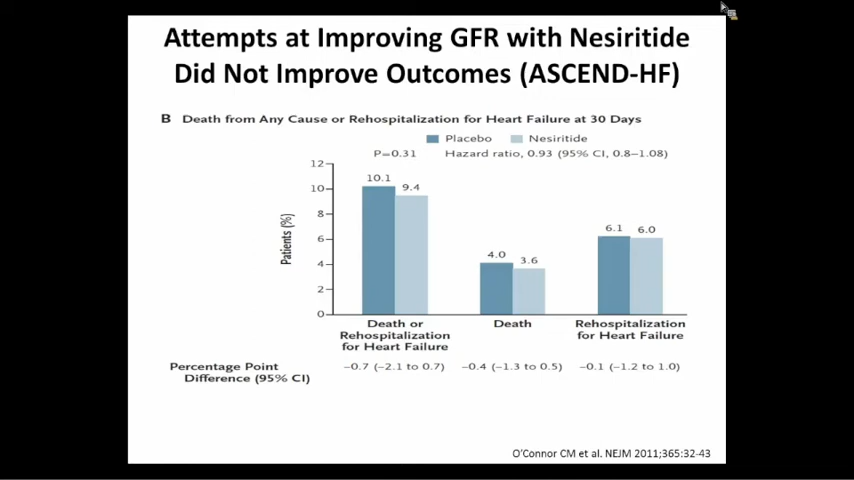 Attempts at Improving GFR with Nesiritide
Did Not Improve Outcomes (ASCEND-HF)
B Death from Any Cause or Rehospitalization for Heart Failure at 30 Days
Placebo Nesiritide
P=0.31 Hazard ratio, 0.93 (95% CI, 0.8–1.08)
Patients (%)
12
10
8
6
4
2
0
10.1 9.4
4.0 3.6
6.1 6.0
Death or
Rehospitalization
for Heart Failure
Death
Rehospitalization
for Heart Failure
Percentage Point
Difference (95% CI)
−0.7 (−2.1 to 0.7) −0.4 (−1.3 to 0.5) −0.1 (−1.2 to 1.0)
O'Connor CM et al. NEJM 2011;365:32-43